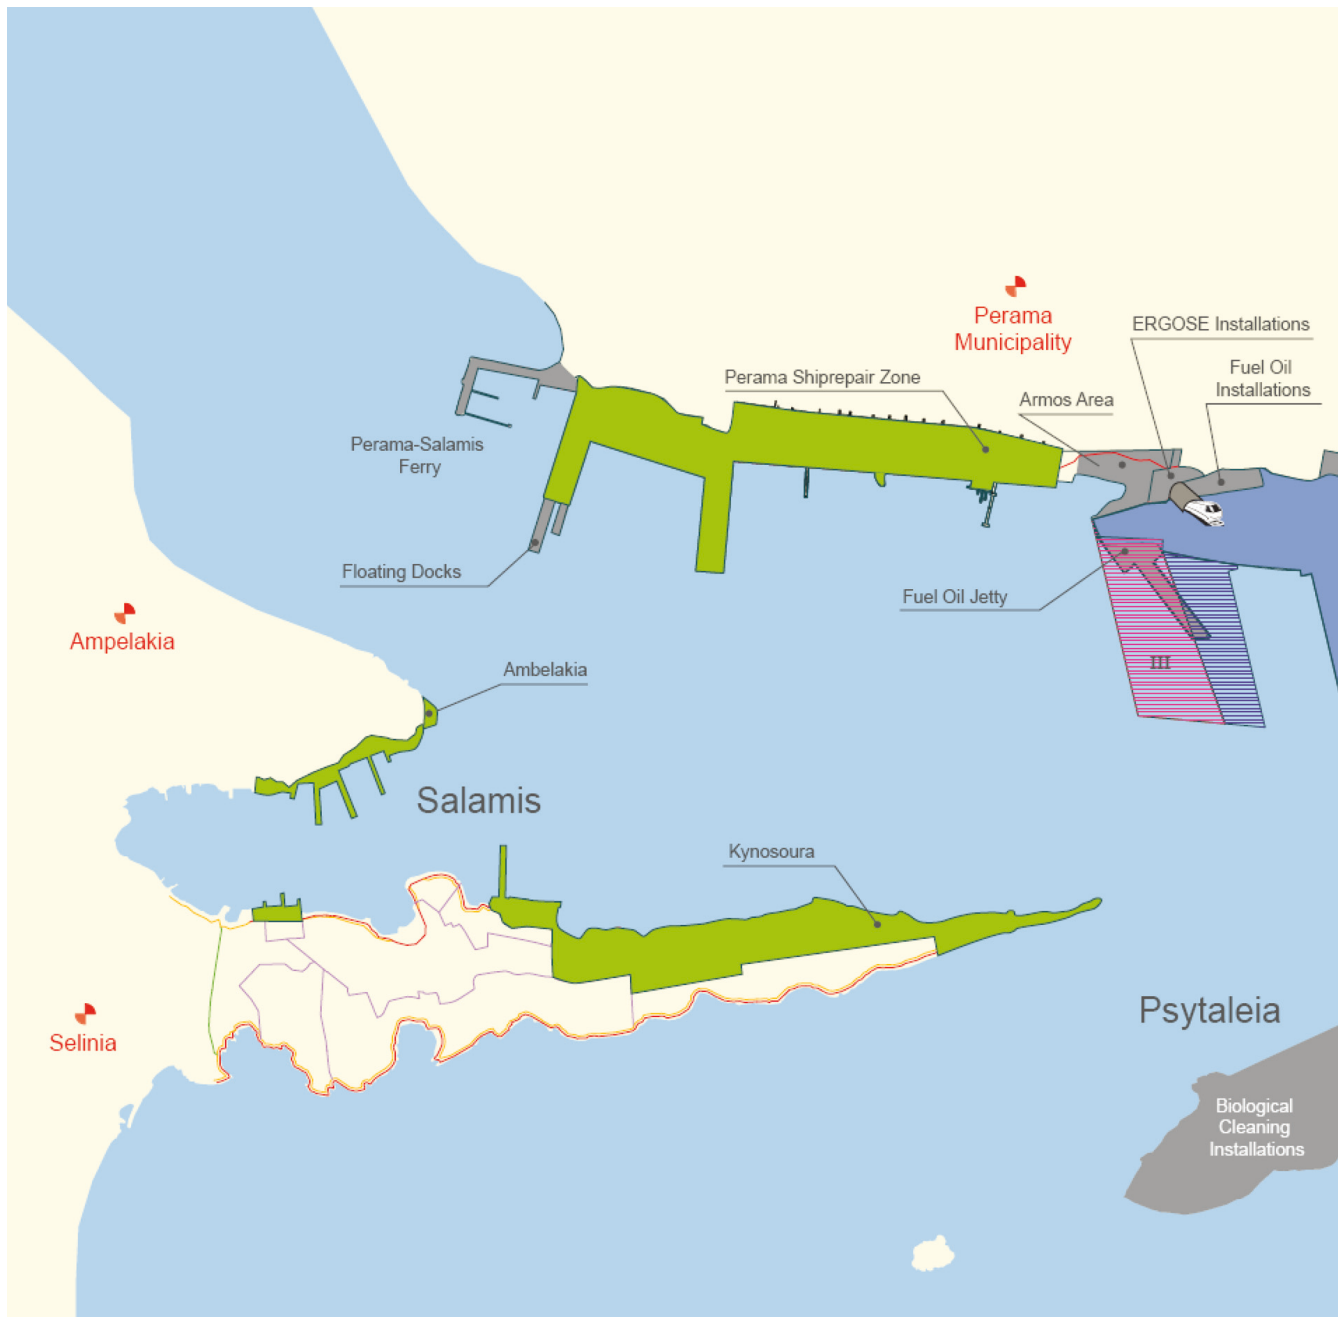 Perama
Municipality
ERGOSE Installations
Fuel Oil
Installations
Perama Shiprepair Zone
Armos Area
Perama-Salamis
Ferry
Floating Docks
Fuel Oil Jetty
Ampelakia
Ambelakia
III
Salamis
Kynosoura
Psytaleia
Selinia
Biological
Cleaning
Installations